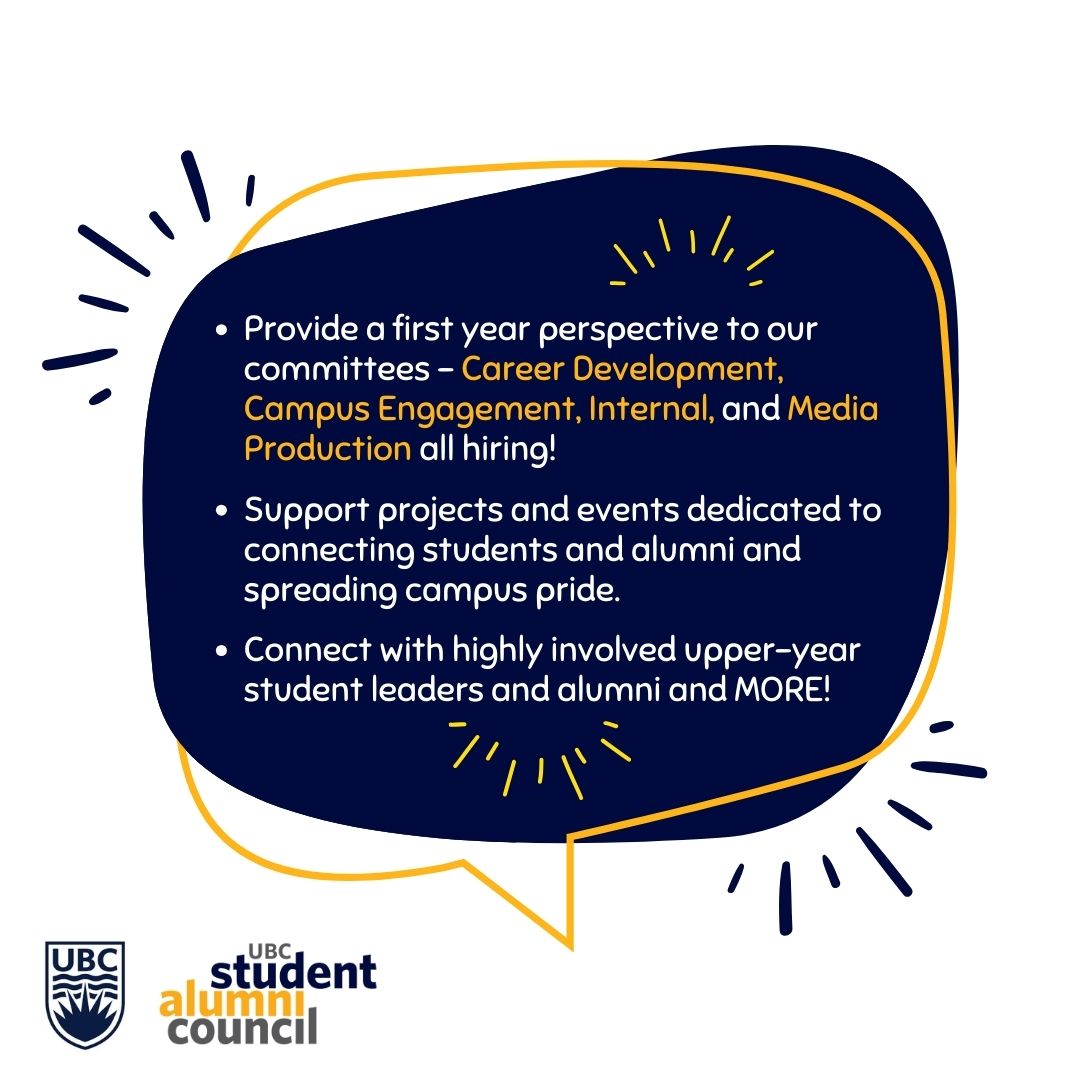 • Provide a first year perspective to our
committees - Career Development,
Campus Engagement, Internal, and Media
Production all hiring!
• Support projects and events dedicated to
connecting students and alumni and
spreading campus pride.
• Connect with highly involved upper-year
student leaders and alumni and MORE!
UBC
UBC
student
alumni
council